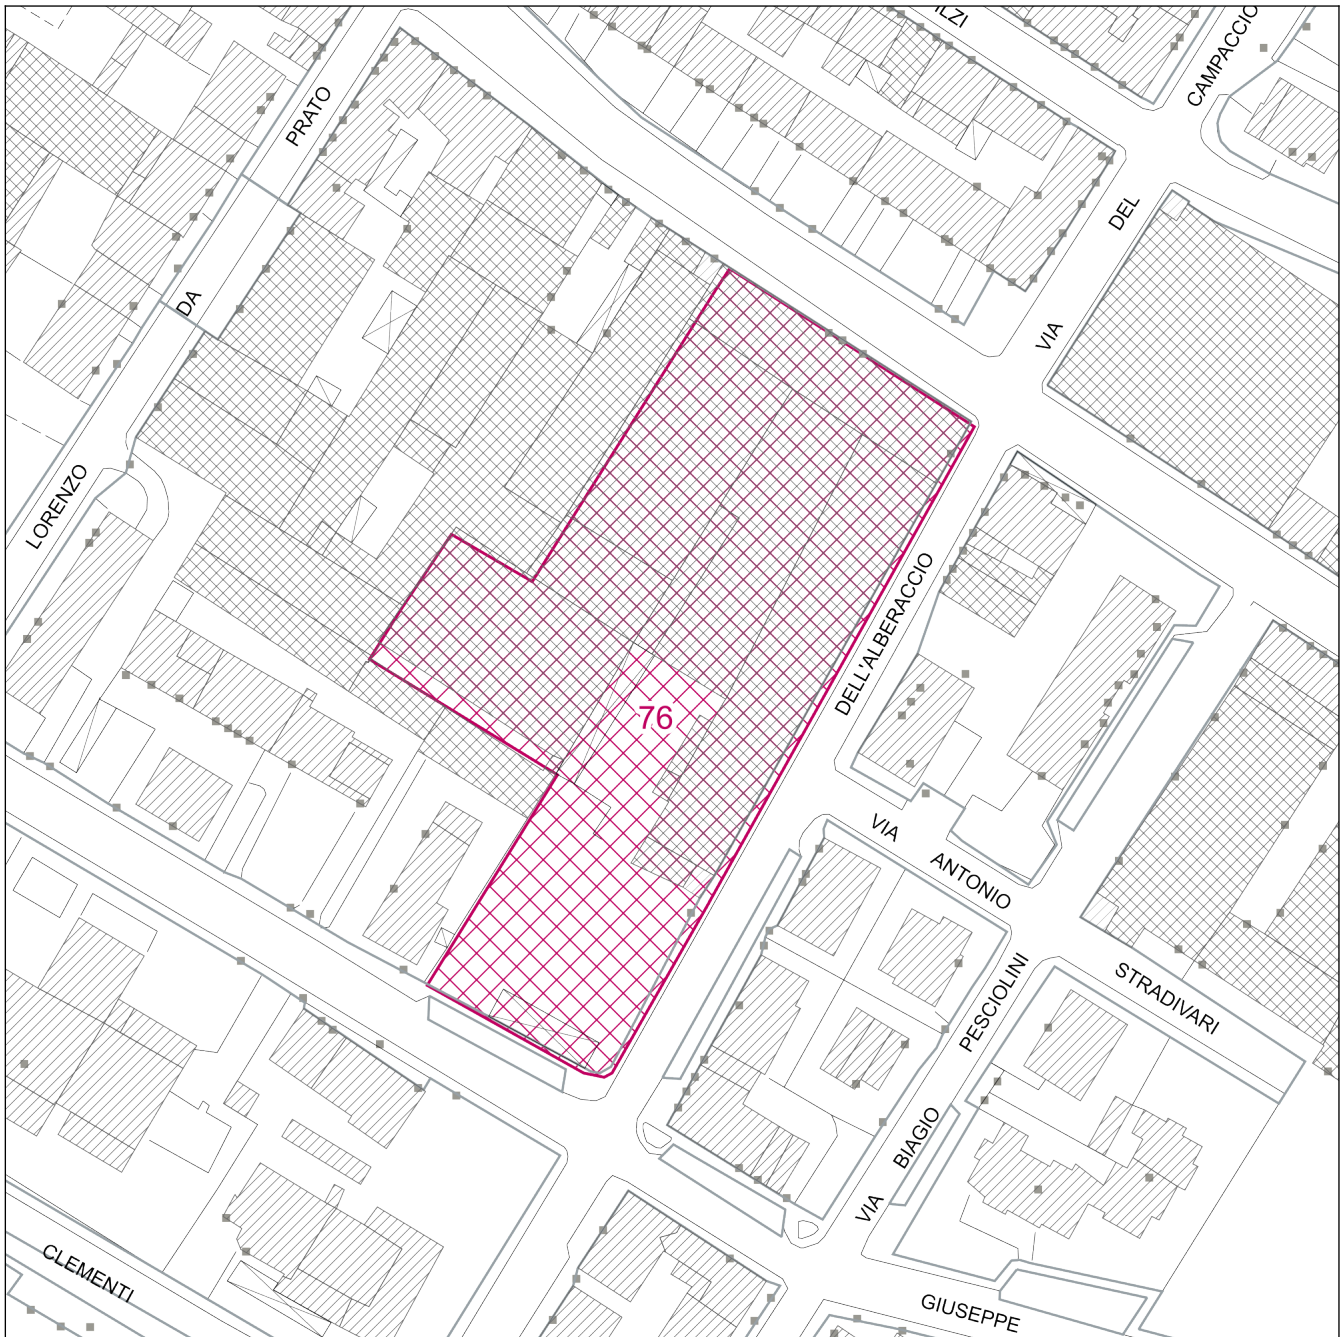 ILZI
CAMPACCIO
PRATO
DEL
DA
VIA
LORENZO
DELL'ALBERACCIO
76
VIA
ANTONIO
STRADIVARI
PESCIOLINI
BIAGIO
VIA
CLEMENTI
GIUSEPPE